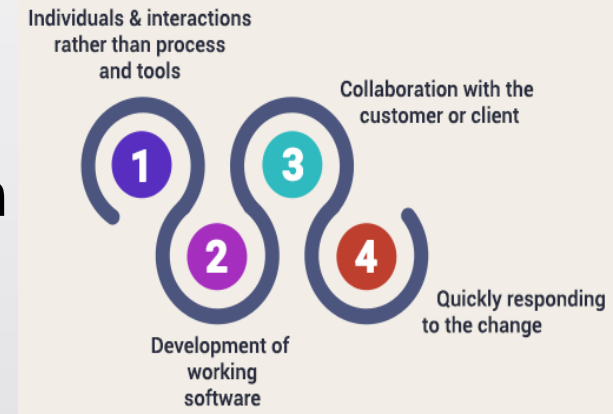 Individuals & interactions
rather than process
and tools
1
2
Development of
working
software
3
Collaboration with the
customer or client
4
Quickly responding
to the change